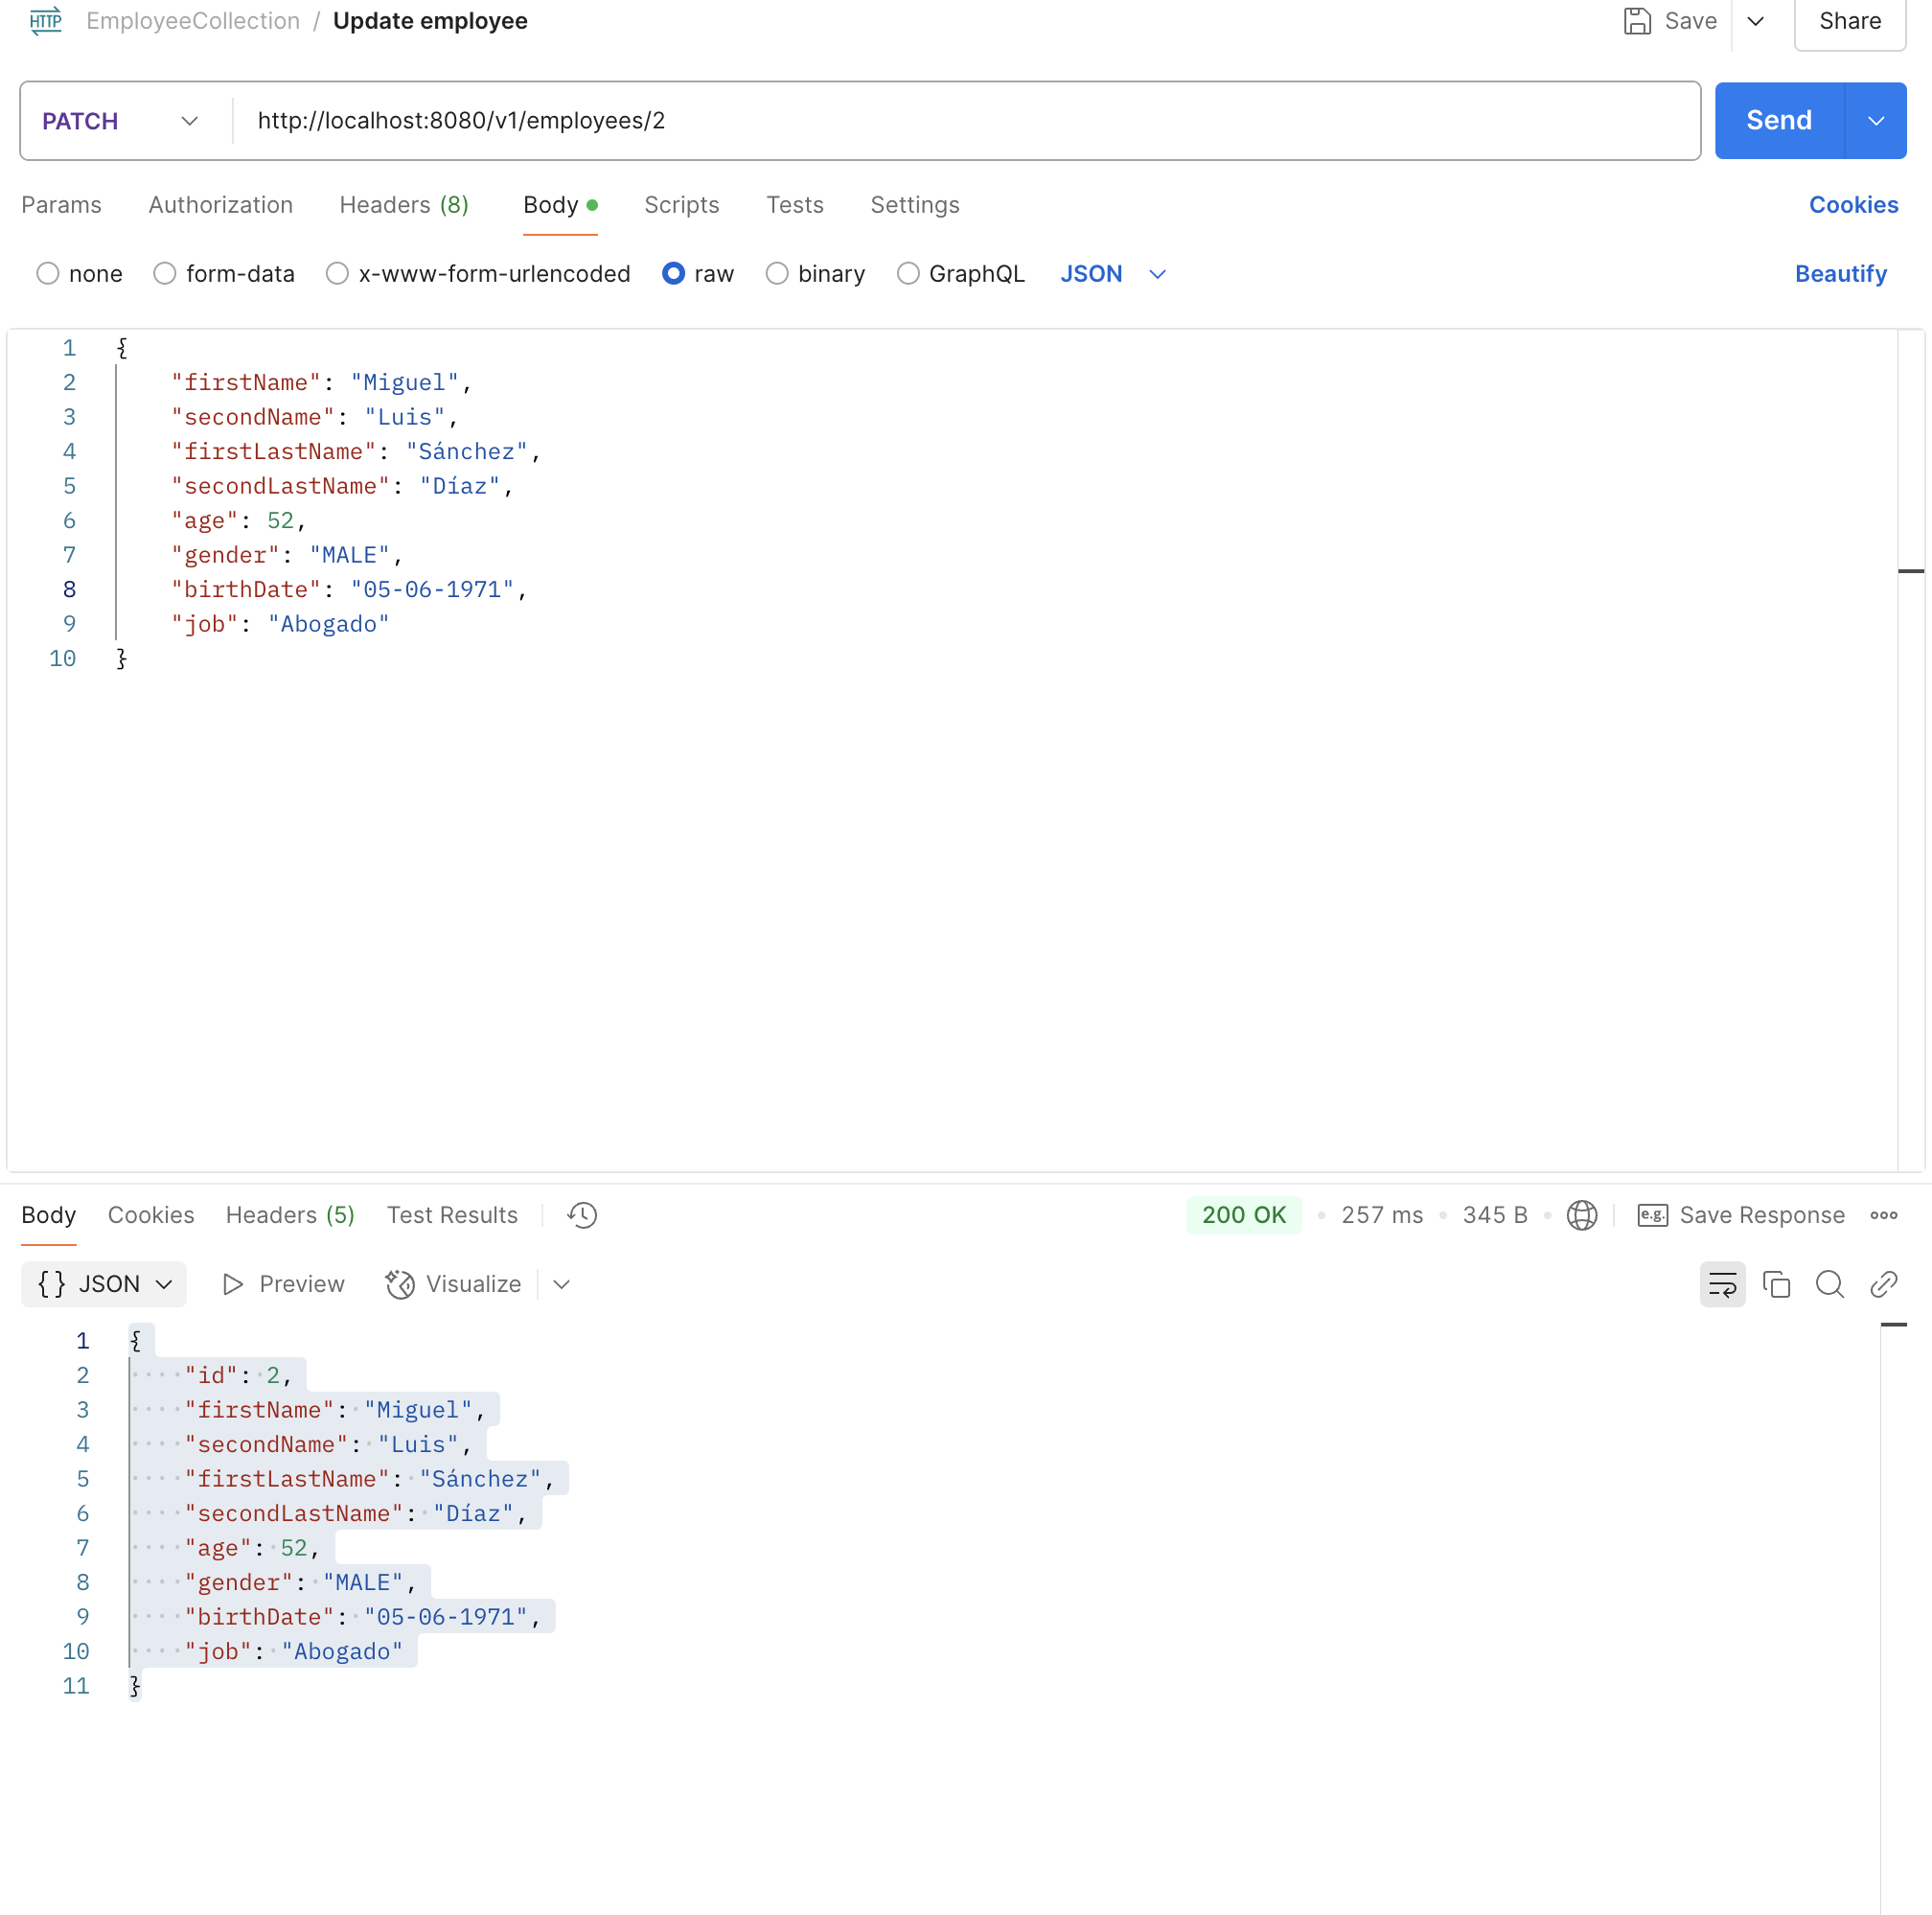 HTTP EmployeeCollection / Update employee Save Share
PATCH http://localhost:8080/v1/employees/2 Send
Params Authorization Headers (8) Body Scripts Tests Settings Cookies
none form-data x-www-form-urlencoded raw binary GraphQL JSON Beautify
1 {
2 "firstName": "Miguel",
3 "secondName": "Luis",
4 "firstLastName": "Sánchez",
5 "secondLastName": "Díaz",
6 "age": 52,
7 "gender": "MALE",
8 "birthDate": "05-06-1971",
9 "job": "Abogado"
10 }
Body Cookies Headers (5) Test Results 200 OK • 257 ms • 345 B • e.g. Save Response
{} JSON Preview Visualize
1 {
2 "id": 2,
3 "firstName": "Miguel",
4 "secondName": "Luis",
5 "firstLastName": "Sánchez",
6 "secondLastName": "Díaz",
7 "age": 52,
8 "gender": "MALE",
9 "birthDate": "05-06-1971",
10 "job": "Abogado"
11 }